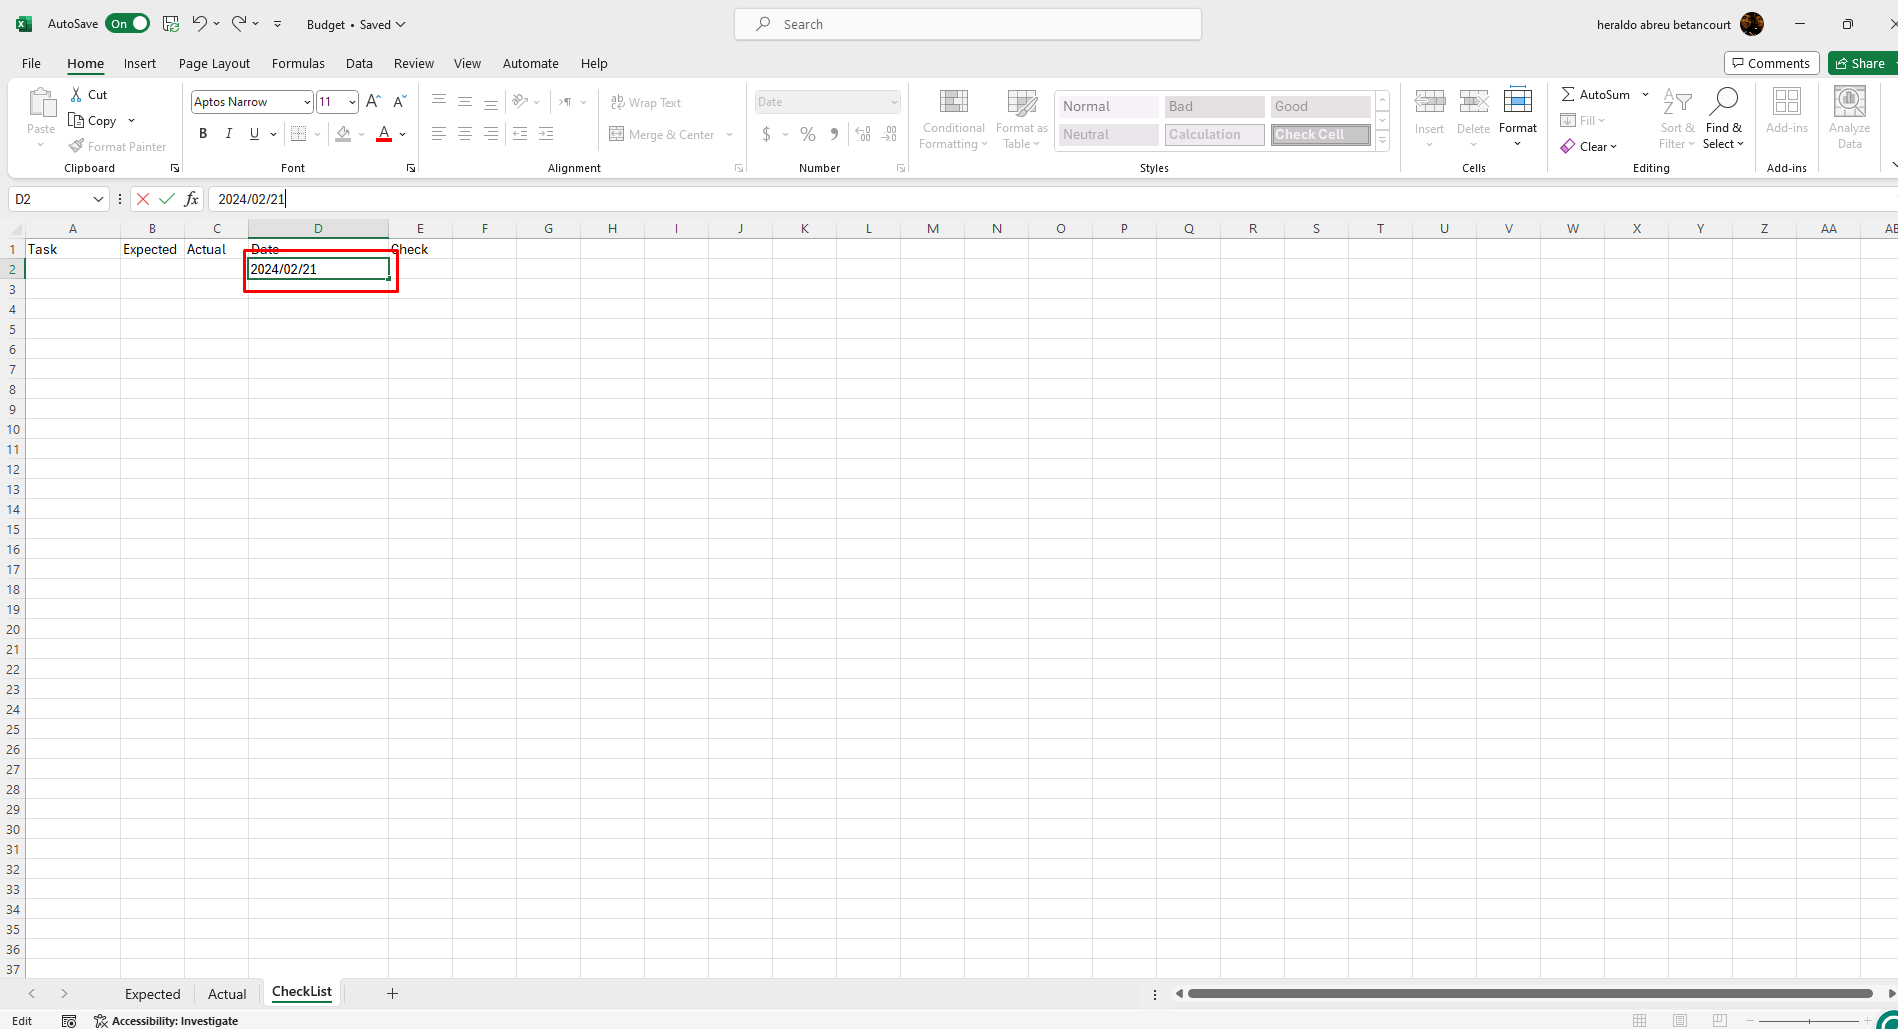 AutoSave On Budget • Saved Search heraldo abreu betancourt
File Home Insert Page Layout Formulas Data Review View Automate Help Comments Share
Paste Cut Copy Format Painter
Clipboard
Aptos Narrow 11 A A
B I U A
Font
ab Wrap Text
Merge & Center
Alignment
Date
$ % 9 .00
Number
Conditional Formatting Format as Table
Normal Bad Good
Neutral Calculation Check Cell
Styles
Insert Delete Format
Cells
AutoSum
Fill
Clear
Sort & Filter Find & Select
Editing
Add-ins
Add-ins
Analyze Data
D2 fx 2024/02/21
A B C D E F G H I J K L M N O P Q R S T U V W X Y Z AA AB
1 Task Expected Actual Date Check
2 2024/02/21
3
4
5
6
7
8
9
10
11
12
13
14
15
16
17
18
19
20
21
22
23
24
25
26
27
28
29
30
31
32
33
34
35
36
37
Expected Actual CheckList
Edit Accessibility: Investigate